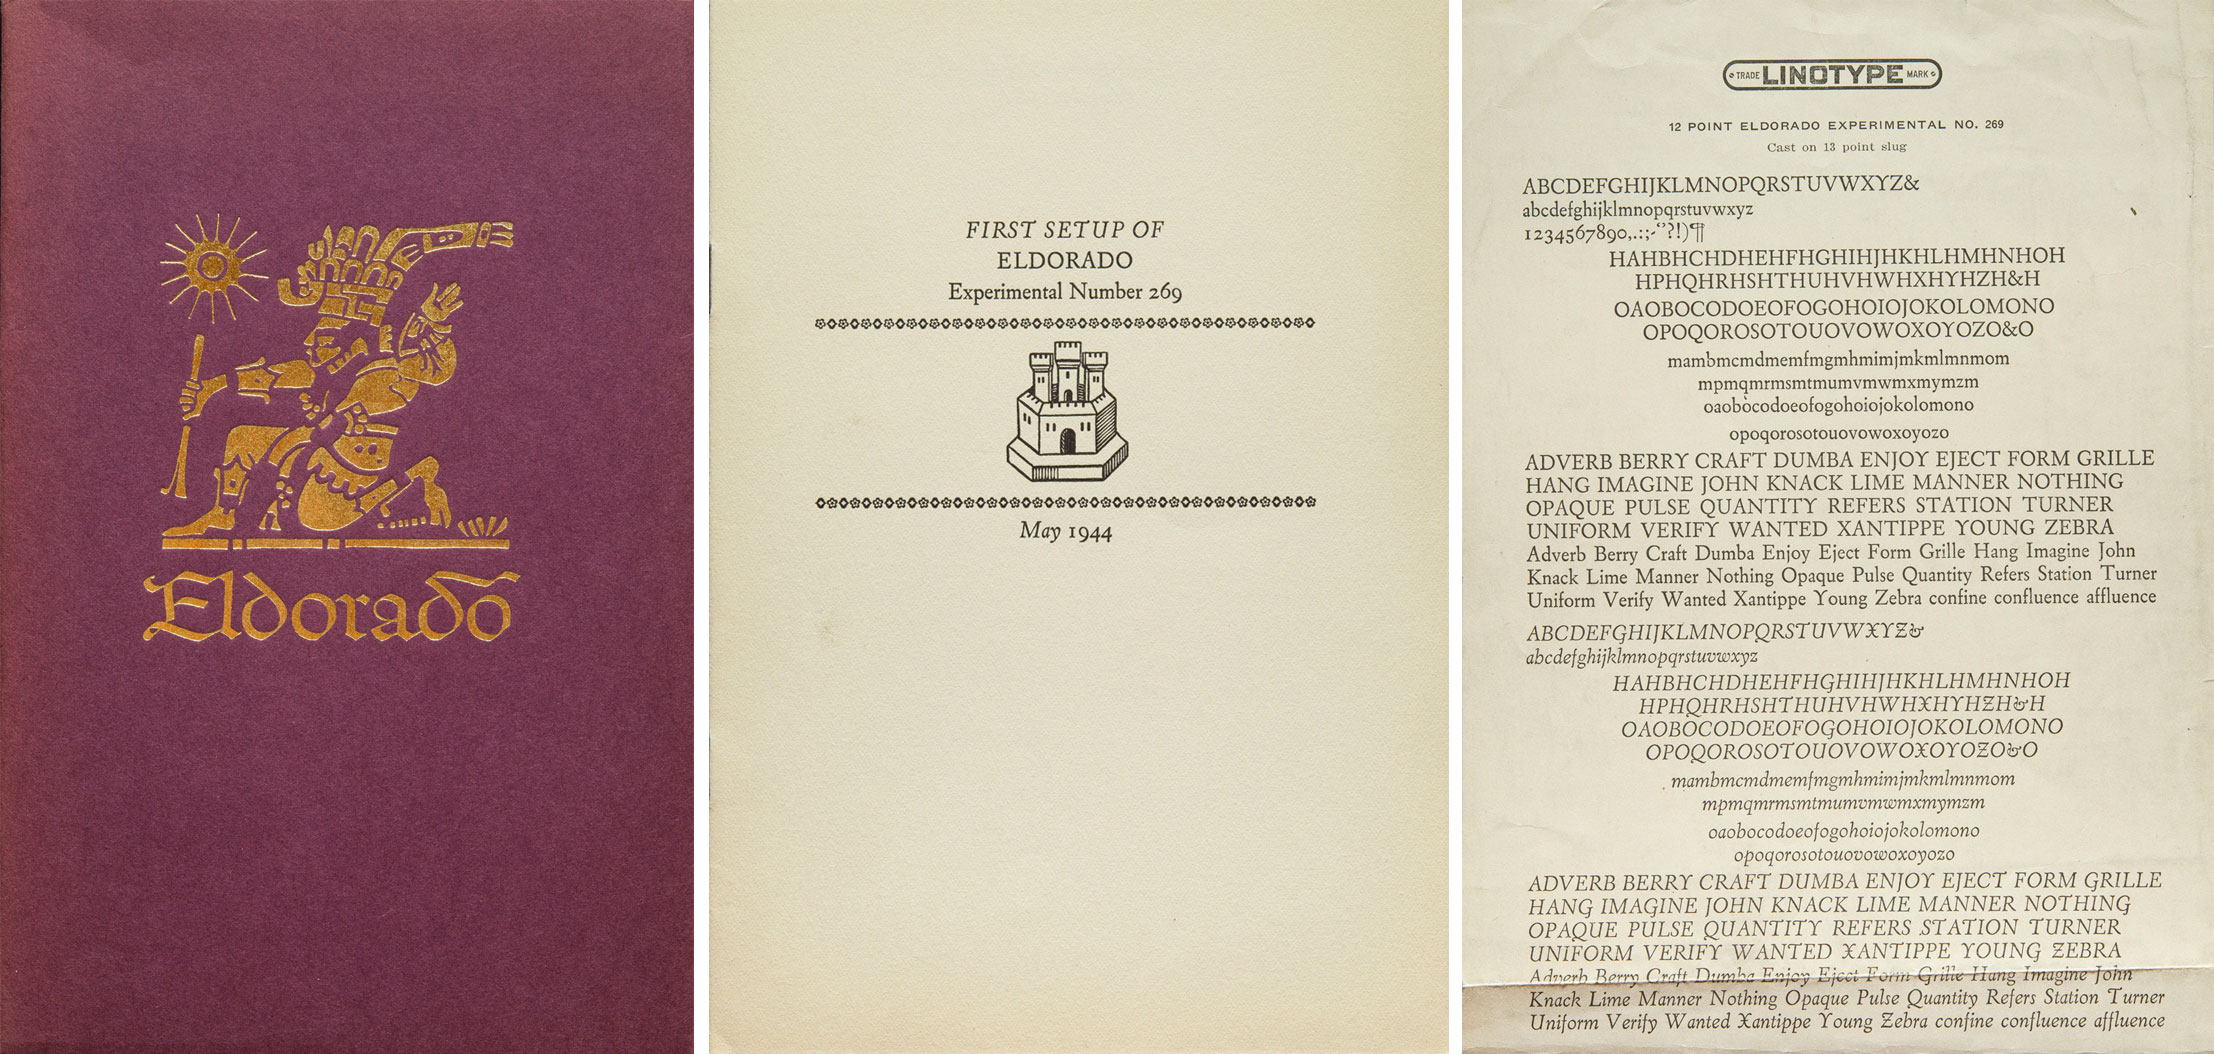 Eldorado
FIRST SETUP OF
ELDORADO
Experimental Number 269
May 1944
TRADE LINOTYPE MARK
12 POINT ELDORADO EXPERIMENTAL NO. 269
Cast on 13 point slug
ABCDEFGHIJKLMNOPQRSTUVWXYZ&
abcdefghijklmnopqrstuvwxyz
1234567890,.:;-‘’?!)¶
HAHBHCHDHEHFHGHIHJHKHLHMHNHOH
HPHQHRHSHTHUHVHWHXHYHZH&H
OAOBOCODOEOFOGOHOIOJOKOLOMONO
OPOQOROSOTOUOVOWOXOYOZO&O
mambmcmdmemfmgmhmimjmkmlmnmom
mpmqmrmsmtmumvmwmxmymzm
oaobocodoeofogohoiojokolomono
opoqorosotouovowoxoyozo
ADVERB BERRY CRAFT DUMBA ENJOY EJECT FORM GRILLE
HANG IMAGINE JOHN KNACK LIME MANNER NOTHING
OPAQUE PULSE QUANTITY REFERS STATION TURNER
UNIFORM VERIFY WANTED XANTIPPE YOUNG ZEBRA
Adverb Berry Craft Dumba Enjoy Eject Form Grille Hang Imagine John
Knack Lime Manner Nothing Opaque Pulse Quantity Refers Station Turner
Uniform Verify Wanted Xantippe Young Zebra confine confluence affluence
ABCDEFGHIJKLMNOPQRSTUVWXYZ&
abcdefghijklmnopqrstuvwxyz
HAHBHCHDHEHFHGHIHJHKHLHMHNHOH
HPHQHRHSHTHUHVHWHXHYHZH&H
OAOBOCODOEOFOGOHOIOJOKOLOMONO
OPOQOROSOTOUOVOWOXOYOZO&O
mambmcmdmemfmgmhmimjmkmlmnmom
mpmqmrmsmtmumvmwmxmymzm
oaobocodoeofogohoiojokolomono
opoqorosotouovowoxoyozo
ADVERB BERRY CRAFT DUMBA ENJOY EJECT FORM GRILLE
HANG IMAGINE JOHN KNACK LIME MANNER NOTHING
OPAQUE PULSE QUANTITY REFERS STATION TURNER
UNIFORM VERIFY WANTED XANTIPPE YOUNG ZEBRA
Adverb Berry Craft Dumba Enjoy Eject Form Grille Hang Imagine John
Knack Lime Manner Nothing Opaque Pulse Quantity Refers Station Turner
Uniform Verify Wanted Xantippe Young Zebra confine confluence affluence